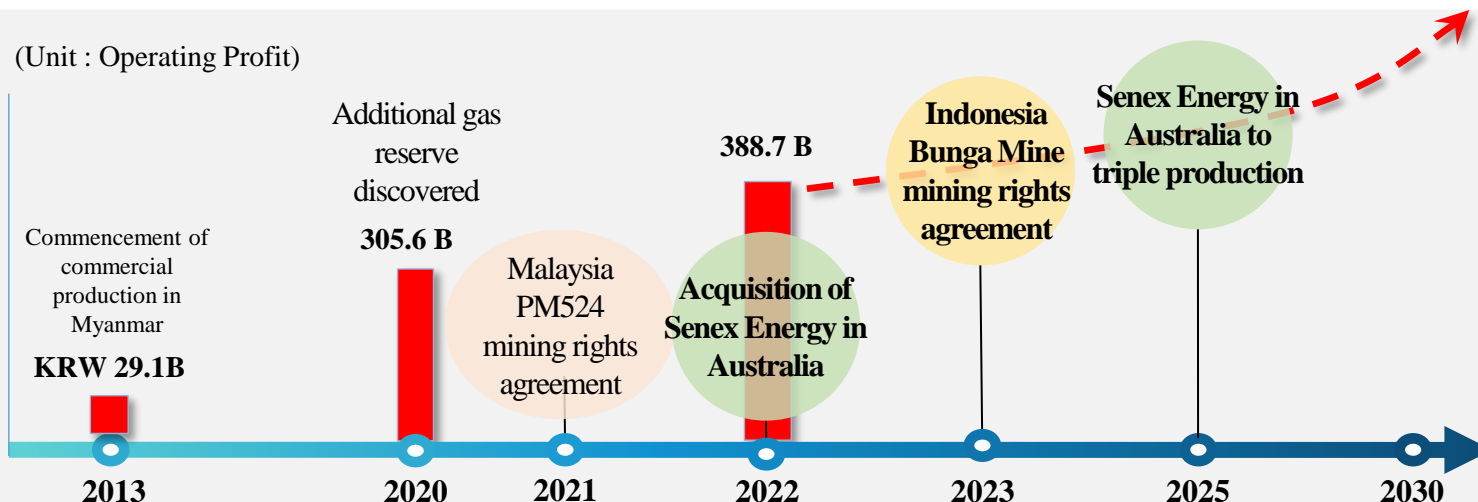 (Unit : Operating Profit)
Commencement of
commercial
production in
Myanmar
KRW 29.1B
Additional gas
reserve
discovered
305.6 B
Malaysia
PM524
mining rights
agreement
388.7 B
Acquisition of
Senex Energy in
Australia
Indonesia
Bunga Mine
mining rights
agreement
Senex Energy in
Australia to
triple production
2013
2020
2021
2022
2023
2025
2030